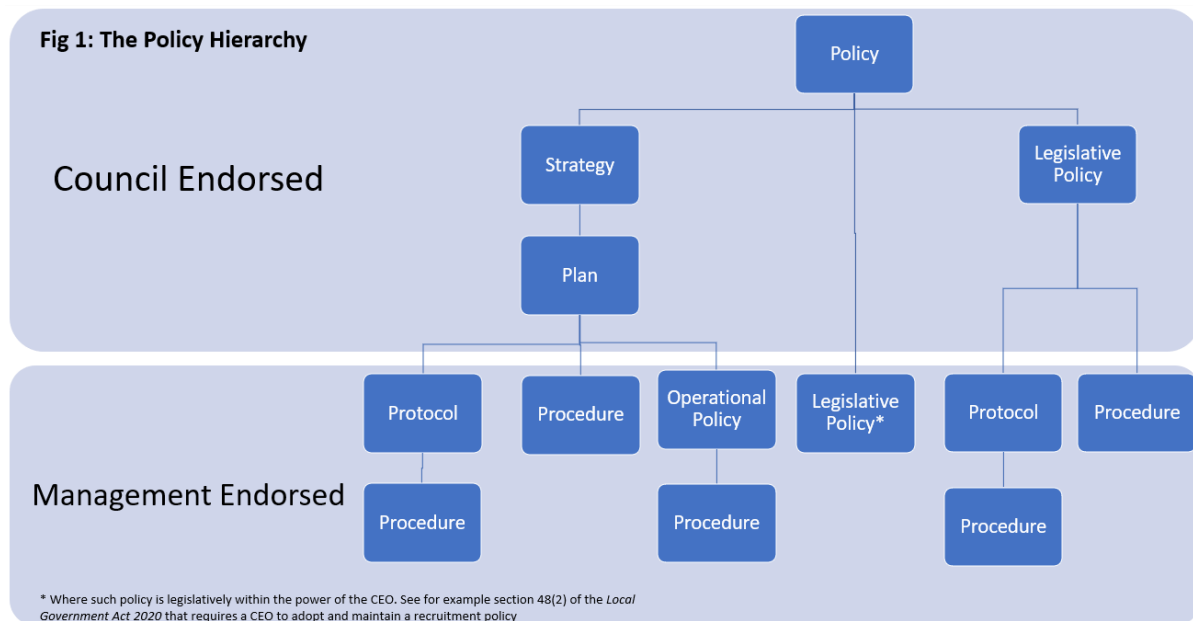 Fig 1: The Policy Hierarchy
Policy
Council Endorsed
Strategy
Legislative
Policy
Plan
Management Endorsed
Protocol
Procedure
Operational
Policy
Legislative
Policy*
Protocol
Procedure
Procedure
Procedure
Procedure
* Where such policy is legislatively within the power of the CEO. See for example section 48(2) of the Local
Government Act 2020 that requires a CEO to adopt and maintain a recruitment policy